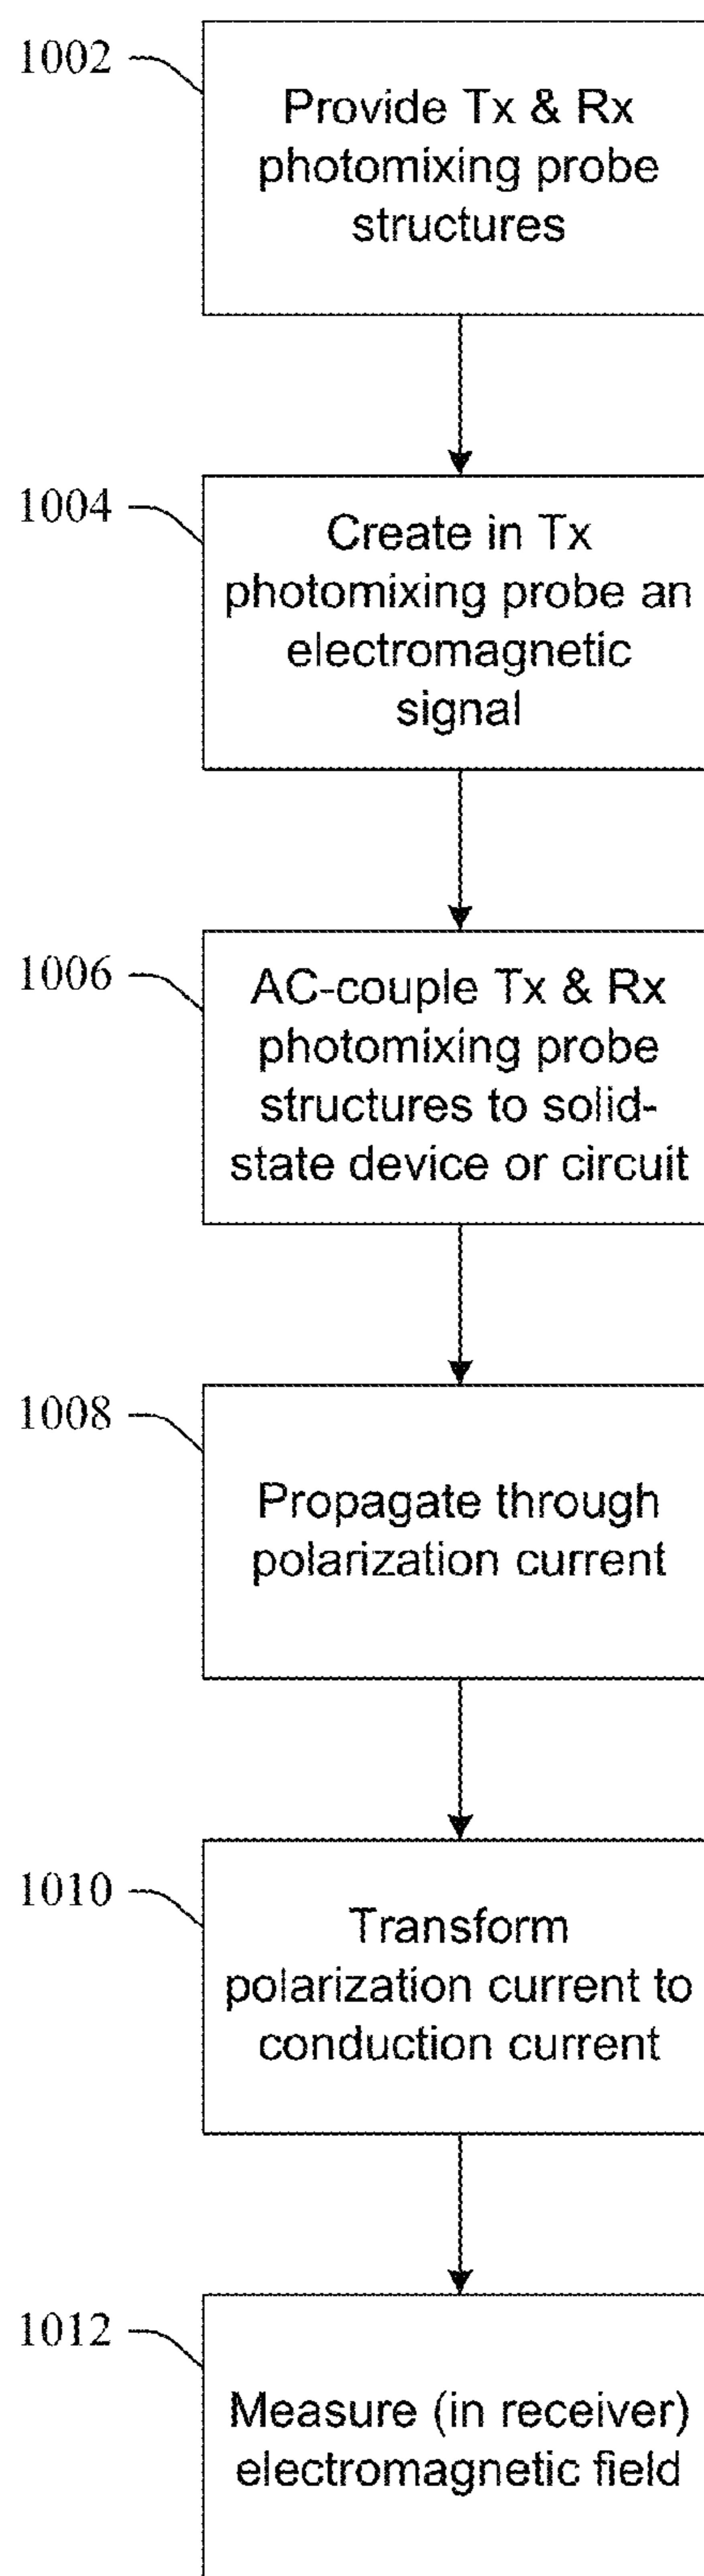 1002
Provide Tx & Rx
photomixing probe
structures
1004
Create in Tx
photomixing probe an
electromagnetic
signal
1006
AC-couple Tx & Rx
photomixing probe
structures to solid-
state device or circuit
1008
Propagate through
polarization current
1010
Transform
polarization current to
conduction current
1012
Measure (in receiver)
electromagnetic field